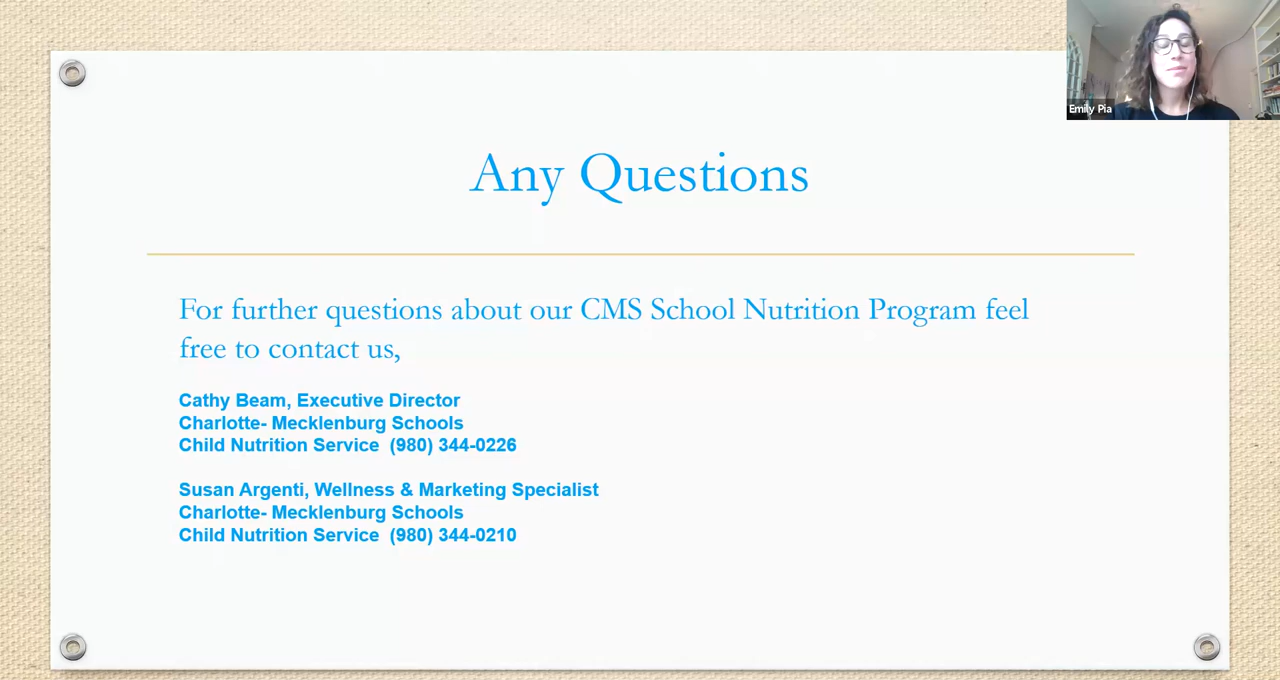 Emily Pia
Any Questions
For further questions about our CMS School Nutrition Program feel
free to contact us,
Cathy Beam, Executive Director
Charlotte- Mecklenburg Schools
Child Nutrition Service  (980) 344-0226
Susan Argenti, Wellness & Marketing Specialist
Charlotte- Mecklenburg Schools
Child Nutrition Service  (980) 344-0210